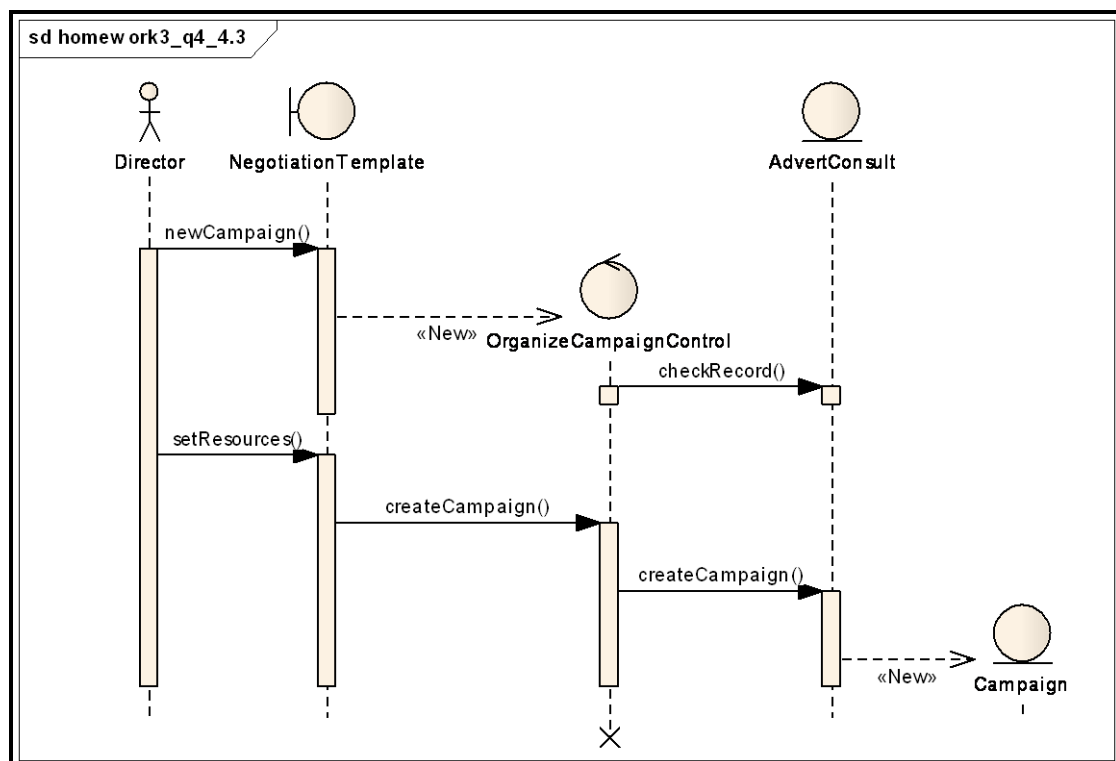 sd homework3_q4_4.3
Director
NegotiationTemplate
AdvertConsult
newCampaign()
«New»
OrganizeCampaignControl
checkRecord()
setResources()
createCampaign()
createCampaign()
«New»
Campaign